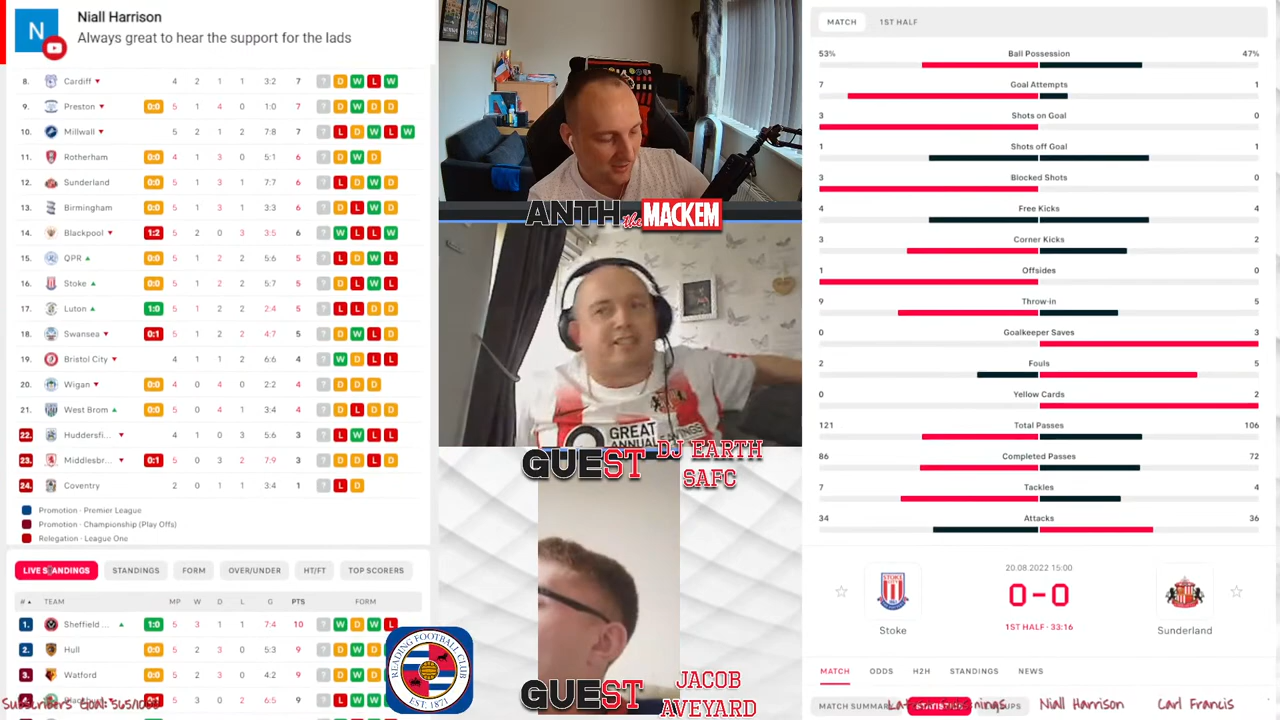 N
Niall Harrison
Always great to hear the support for the lads
8. Cardiff 4 2 1 1 3:2 7 ? D W L W
9. Preston 0:0 5 1 4 0 1:0 7 ? D W D D
10. Millwall 5 2 1 2 7:8 7 ? L D W L W
11. Rotherham 0:0 4 1 3 0 5:1 6 ? D W D
12. Sunderland 0:0 5 1 3 1 7:7 6 ? L D W D
13. Birmingham 0:0 5 1 3 1 3:3 6 ? D L W D
14. Blackpool 1:2 5 2 0 3 3:5 6 ? W L L W
15. QPR 0:0 5 1 2 2 5:6 5 ? D L W L
16. Stoke 0:0 5 1 2 2 5:7 5 ? D L W L
17. Luton 1:0 5 1 2 2 2:4 5 ? L L D D
18. Swansea 0:1 5 1 2 2 4:7 5 ? D W L D
19. Bristol City 4 1 1 2 6:6 4 ? W D L L
20. Wigan 0:0 4 0 4 0 2:2 4 ? D D D
21. West Brom 0:0 5 0 4 1 3:4 4 ? D L D D
22. Huddersfi... 4 1 0 3 5:6 3 ? L W L L
23. Middlesbr... 0:1 5 0 3 2 7:9 ? D D L D
24. Coventry 2 0 1 1 3:4 1 ? L D
Promotion - Premier League
Promotion - Championship (Play Offs)
Relegation - League One
LIVE STANDINGS STANDINGS FORM OVER/UNDER HT/FT TOP SCORERS
# TEAM MP W D L G PTS FORM
1. Sheffield ... 1:0 5 3 1 1 7:4 10 ? W D W L
2. Hull 0:0 5 2 3 0 5:3 9 ? D W D
3. Watford 0:0 5 2 3 0 4:2 9 ? D W D
Subscribers Goal: 565/1000
READING FOOTBALL CLUB
EST. 1871
ANTH the MACKEM
GREAT
ANNUAL
GUEST DJ EARTH
SAFC
GUEST JACOB
AVEYARD
MATCH 1ST HALF
53% Ball Possession 47%
7 Goal Attempts 1
3 Shots on Goal 0
1 Shots off Goal 1
3 Blocked Shots 0
4 Free Kicks 4
3 Corner Kicks 2
1 Offsides 0
9 Throw-in 5
0 Goalkeeper Saves 3
2 Fouls 5
0 Yellow Cards 2
121 Total Passes 106
86 Completed Passes 72
7 Tackles 4
34 Attacks 36
20.08.2022 15:00
0-0
1ST HALF - 33:16
Stoke Sunderland
MATCH ODDS H2H STANDINGS NEWS
MATCH SUMMARY STATISTICS
Niall Harrison Carl Francis